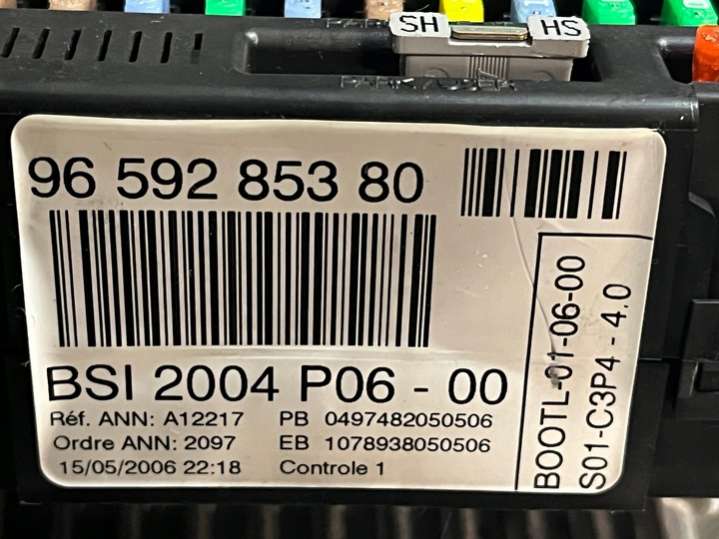 SH HS
96 592 853 80
BSI 2004 P06 - 00
Réf. ANN: A12217 PB 0497482050506
Ordre ANN: 2097 EB 1078938050506
15/05/2006 22:18 Controle 1
BOOTL-01-06-00
S01-C3P4 - 4.0